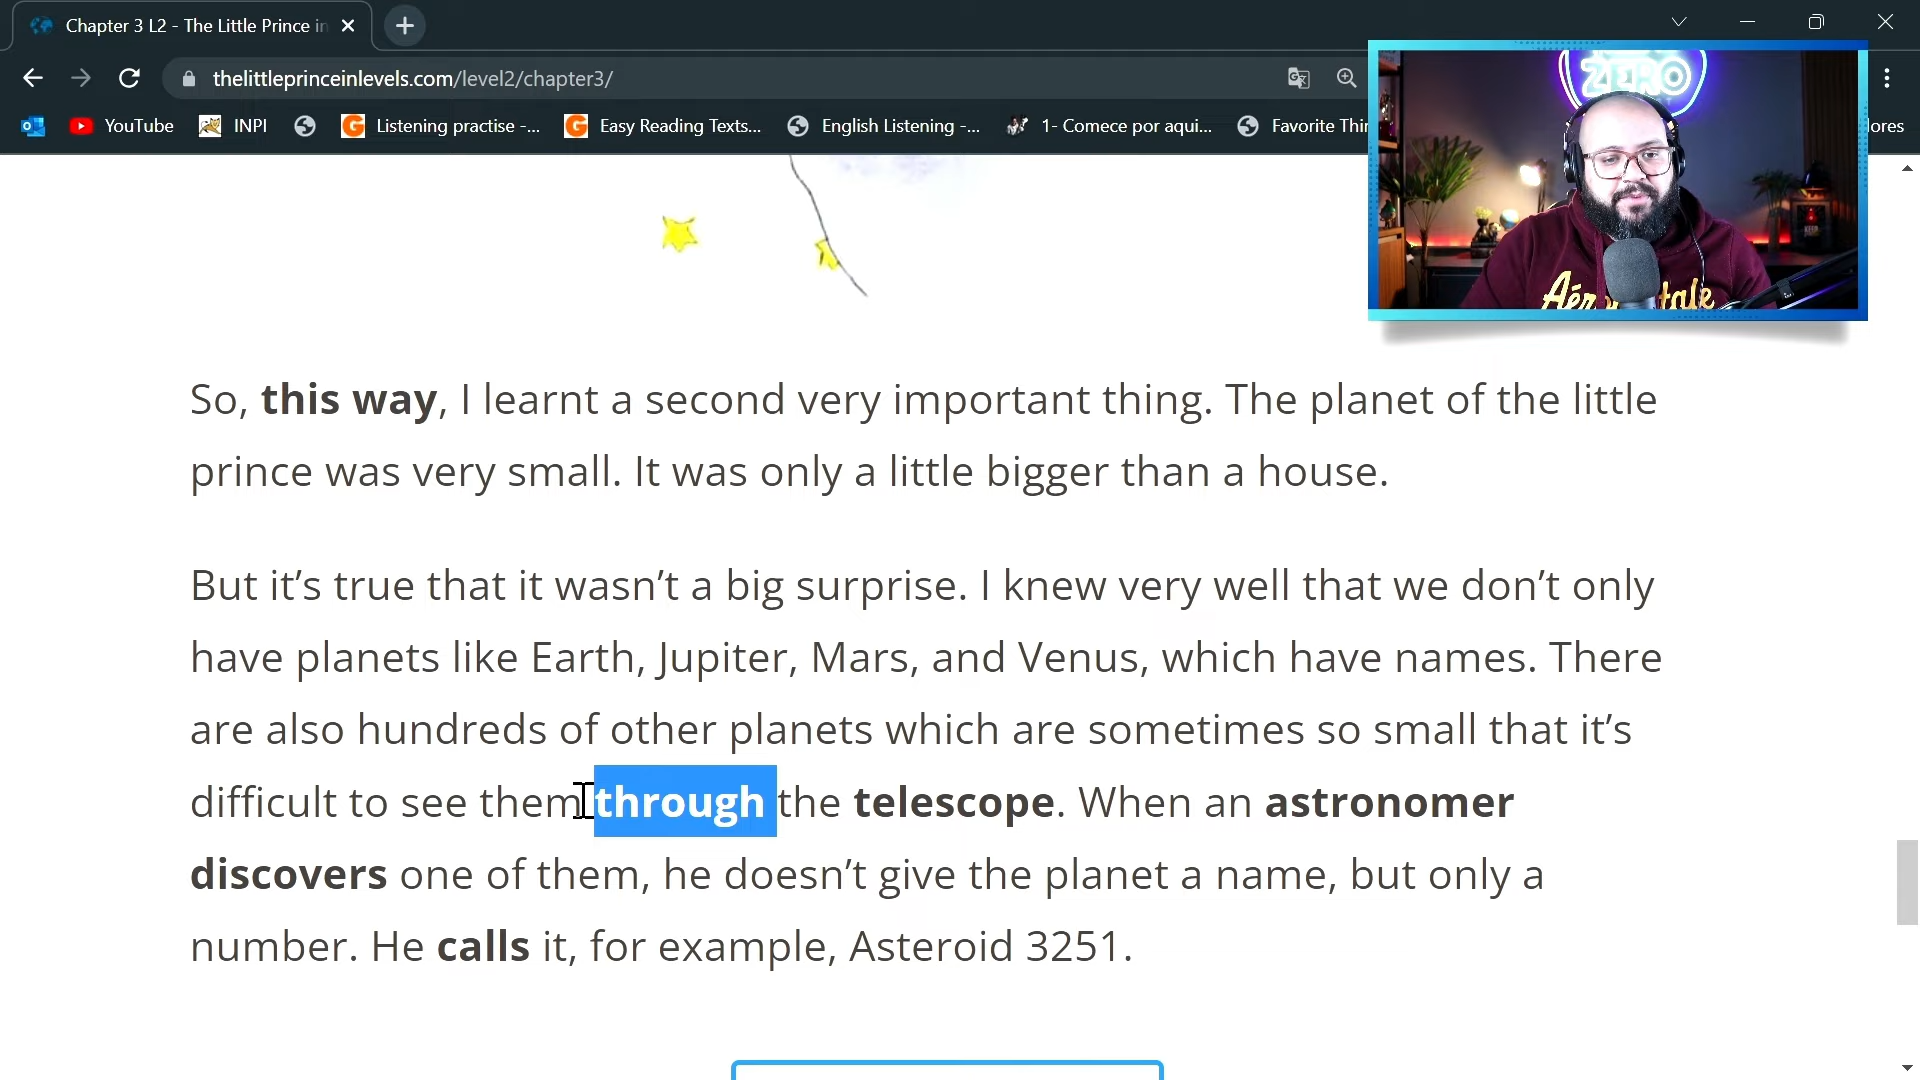 Chapter 3 L2 - The Little Prince in
thelittleprinceinlevels.com/level2/chapter3/
YouTube INPI Listening practise -... Easy Reading Texts... English Listening -... 1- Comece por aqui... Favorite Thin ores
ZERO
So, this way, I learnt a second very important thing. The planet of the little
prince was very small. It was only a little bigger than a house.
But it’s true that it wasn’t a big surprise. I knew very well that we don’t only
have planets like Earth, Jupiter, Mars, and Venus, which have names. There
are also hundreds of other planets which are sometimes so small that it’s
difficult to see them through the telescope. When an astronomer
discovers one of them, he doesn’t give the planet a name, but only a
number. He calls it, for example, Asteroid 3251.